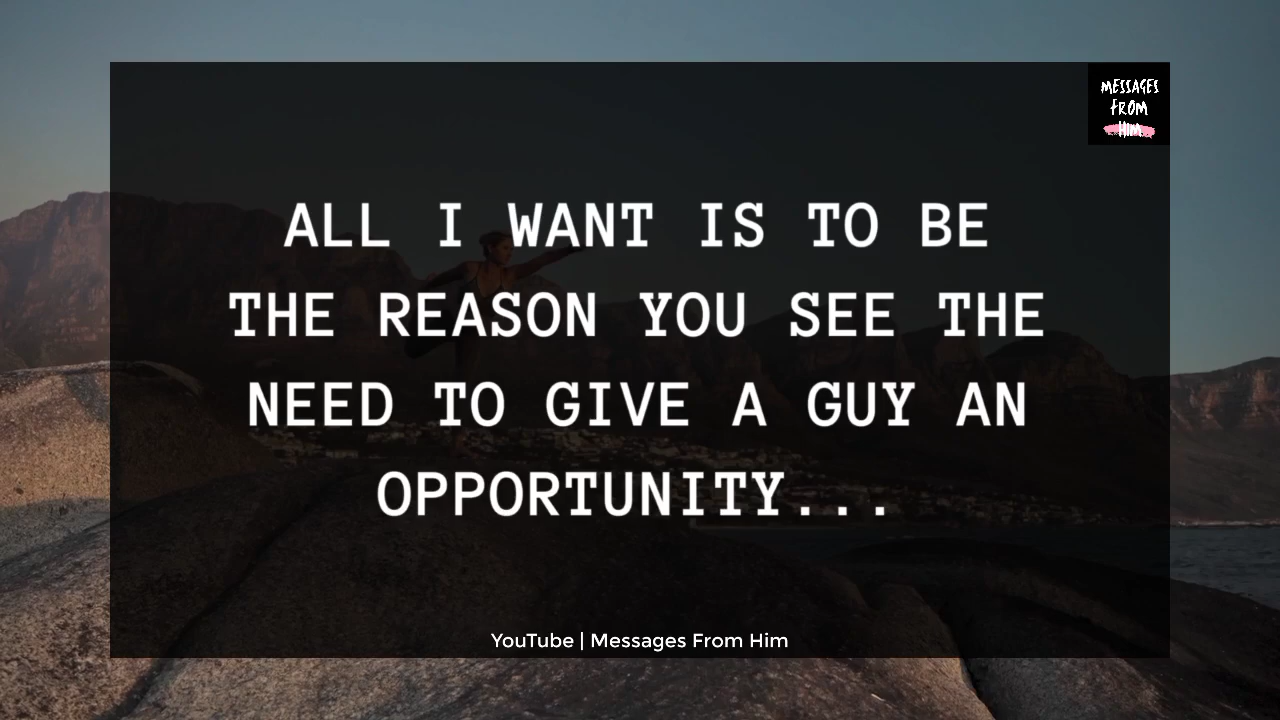 MESSAGES
FROM
HIM
ALL I WANT IS TO BE
THE REASON YOU SEE THE
NEED TO GIVE A GUY AN
OPPORTUNITY...
YouTube | Messages From Him